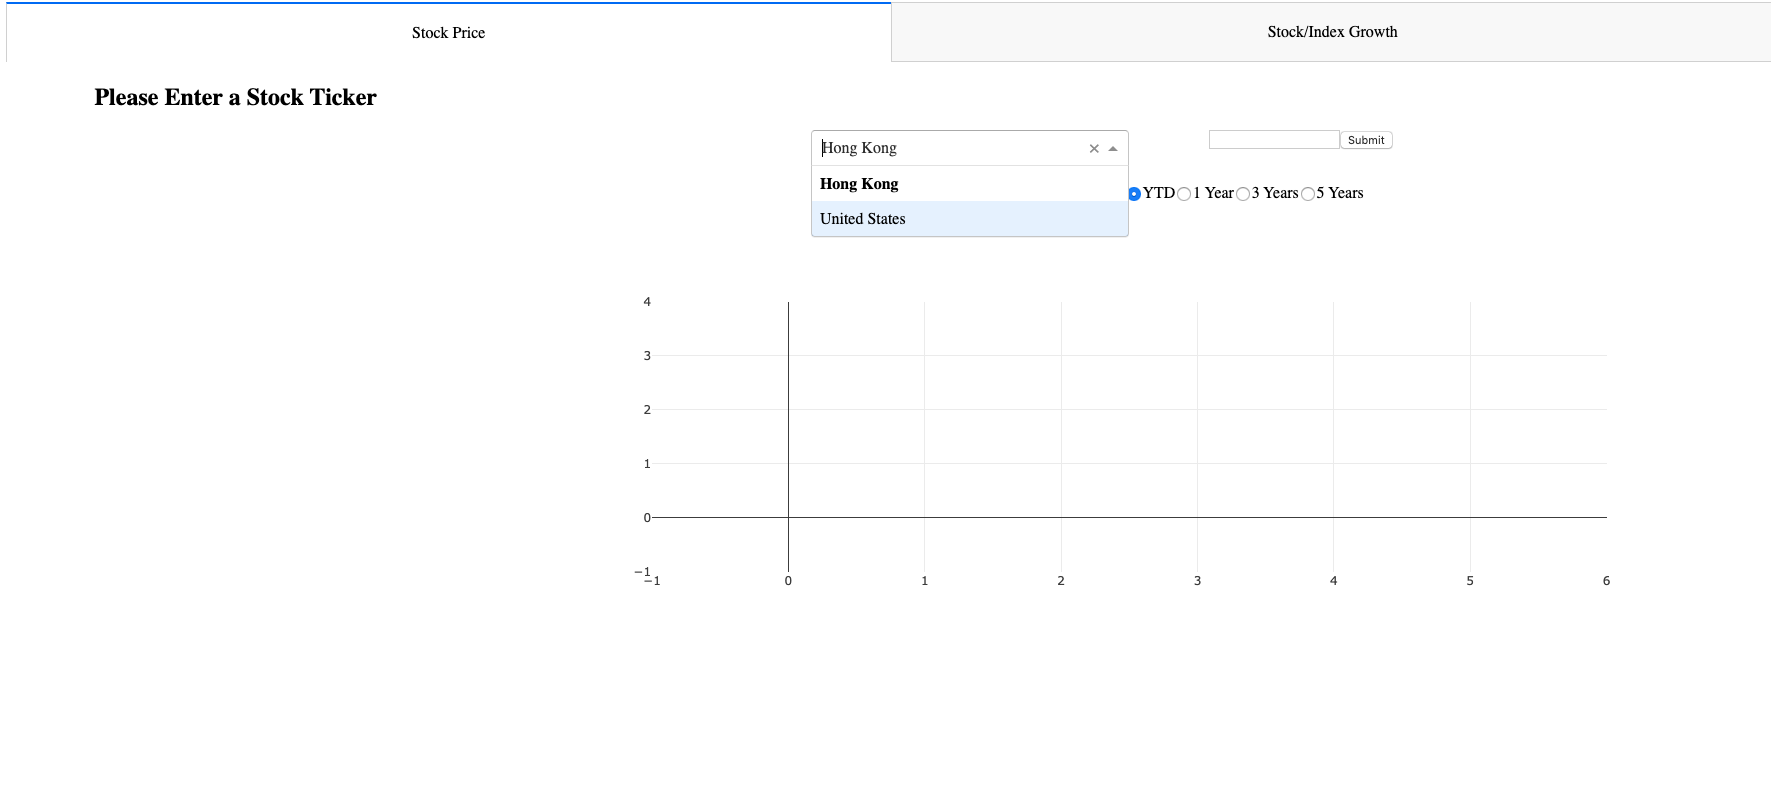 Stock Price
Stock/Index Growth
Please Enter a Stock Ticker
Hong Kong
Submit
Hong Kong
United States
YTD 1 Year 3 Years 5 Years
4
3
2
1
0
−1
−1 0 1 2 3 4 5 6